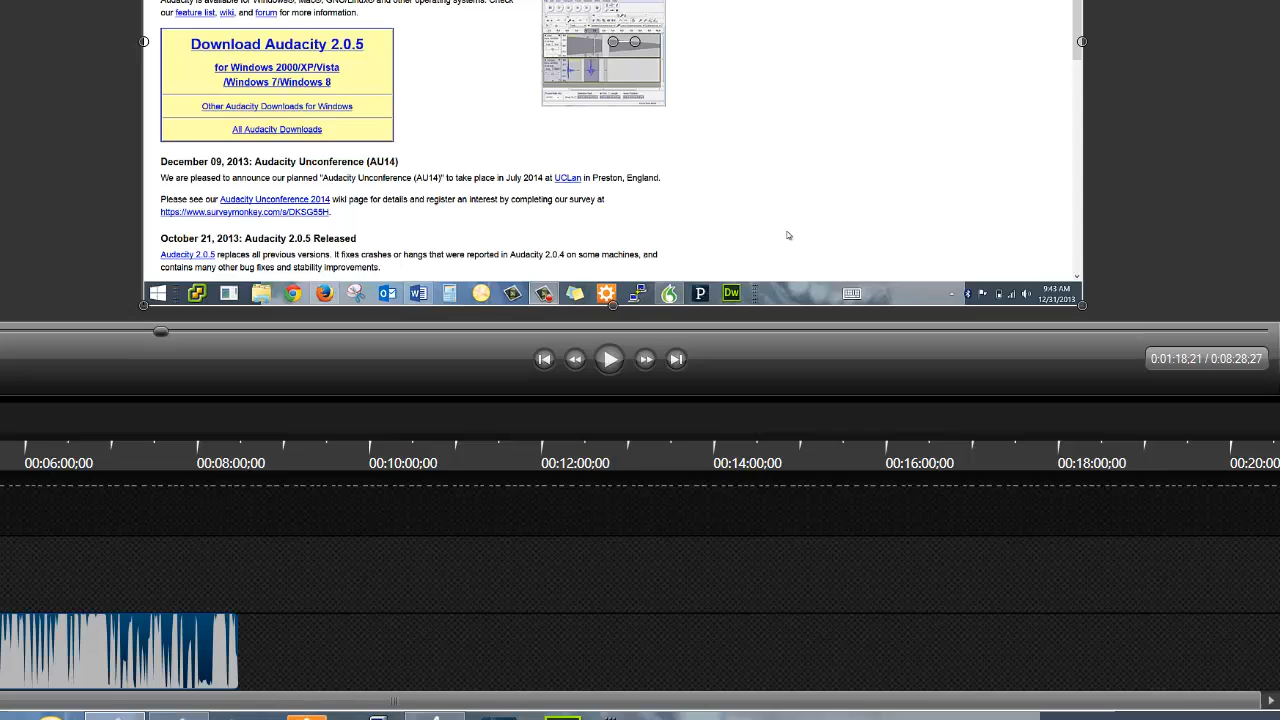 Audacity is available for Windows®, Mac®, GNU/Linux® and other operating systems. Check
our feature list, wiki, and forum for more information.
Download Audacity 2.0.5
for Windows 2000/XP/Vista
/Windows 7/Windows 8
Other Audacity Downloads for Windows
All Audacity Downloads
December 09, 2013: Audacity Unconference (AU14)
We are pleased to announce our planned "Audacity Unconference (AU14)" to take place in July 2014 at UCLan in Preston, England.
Please see our Audacity Unconference 2014 wiki page for details and register an interest by completing our survey at
https://www.surveymonkey.com/s/DKSG55H.
October 21, 2013: Audacity 2.0.5 Released
Audacity 2.0.5 replaces all previous versions. It fixes crashes or hangs that were reported in Audacity 2.0.4 on some machines, and
contains many other bug fixes and stability improvements.
P
Dw
9:43 AM
12/31/2013
0:01:18;21 / 0:08:28;27
00:06:00;00 00:08:00;00 00:10:00;00 00:12:00;00 00:14:00;00 00:16:00;00 00:18:00;00 00:20:00